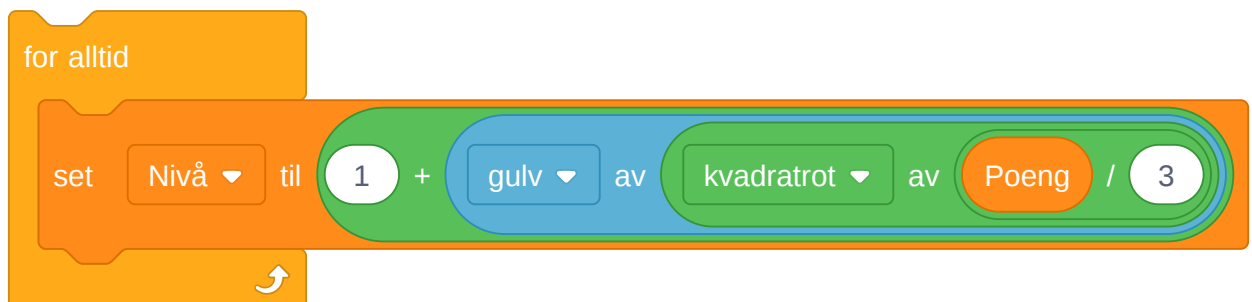 for alltid
set Nivå til 1 + gulv av kvadratrot av Poeng / 3